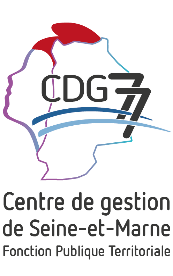 CDG77
Centre de gestion
de Seine-et-Marne
Fonction Publique Territoriale